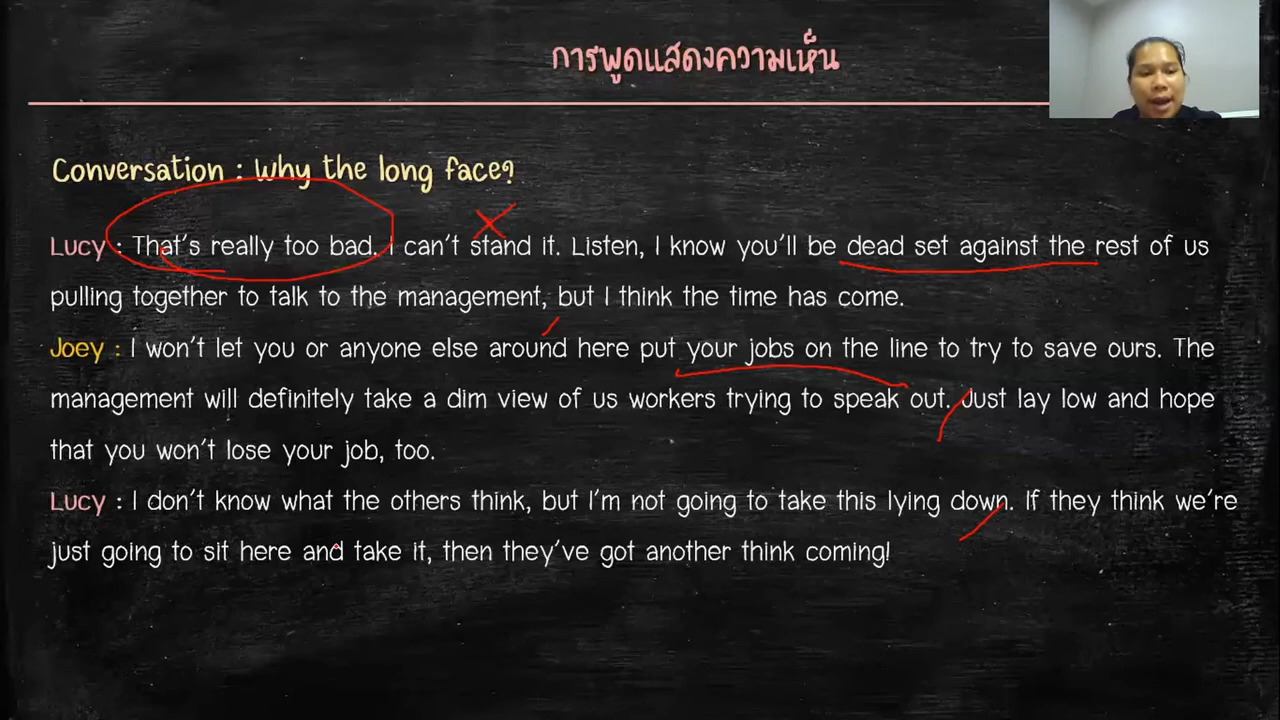 การพูดแสดงความเห็น
Conversation : Why the long face?
Lucy : That's really too bad. I can't stand it. Listen, I know you'll be dead set against the rest of us
pulling together to talk to the management, but I think the time has come.
Joey : I won't let you or anyone else around here put your jobs on the line to try to save ours. The
management will definitely take a dim view of us workers trying to speak out. Just lay low and hope
that you won't lose your job, too.
Lucy : I don't know what the others think, but I'm not going to take this lying down. If they think we're
just going to sit here and take it, then they've got another think coming!